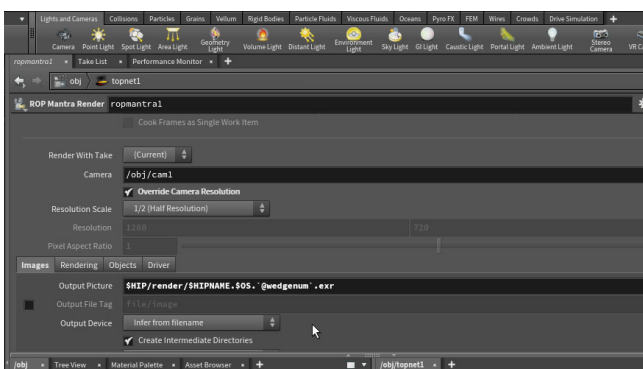 Lights and Cameras Collisions Particles Grains Vellum Rigid Bodies Particle Fluids Viscous Fluids Oceans Pyro FX FEM Wires Crowds Drive Simulation +
Camera Point Light Spot Light Area Light Geometry Light Volume Light Distant Light Environment Light Sky Light GI Light Caustic Light Portal Light Ambient Light Stereo Camera VR Ca
ropmantra1 × Take List × Performance Monitor × +
obj topnet1
ROP Mantra Render ropmantra1
Cook Frames as Single Work Item
Render With Take (Current)
Camera /obj/cam1
Override Camera Resolution
Resolution Scale 1/2 (Half Resolution)
Resolution 1280 720
Pixel Aspect Ratio 1
Images Rendering Objects Driver
Output Picture $HIP/render/$HIPNAME.$OS.`@wedgenum`.exr
Output File Tag file/image
Output Device Infer from filename
Create Intermediate Directories
/obj × Tree View × Material Palette × Asset Browser × + /obj/topnet1 × +